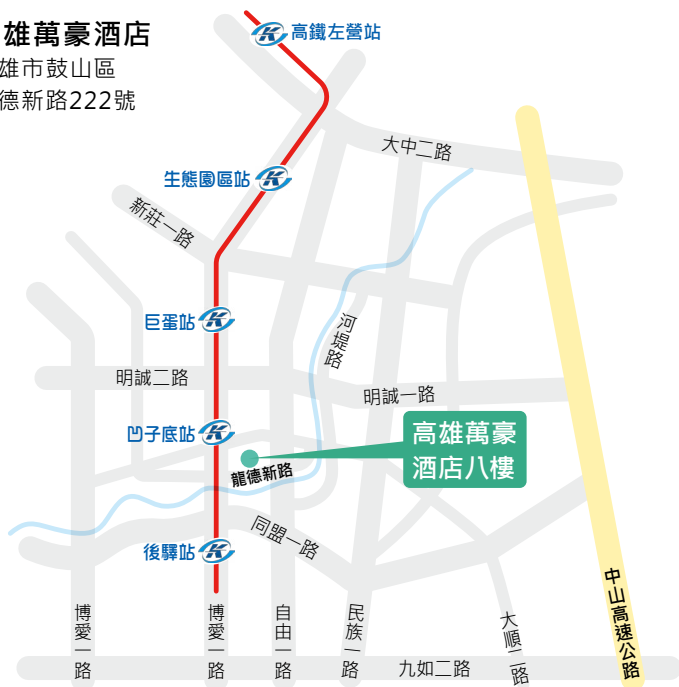 雄萬豪酒店
雄市鼓山區
德新路222號
高鐵左營站
大中二路
生態園區站
新莊一路
巨蛋站
河堤路
明誠二路
明誠一路
凹子底站
高雄萬豪
酒店八樓
龍德新路
同盟一路
後驛站
中山高速公路
博愛一路
博愛一路
自由一路
民族一路
大順二路
九如二路